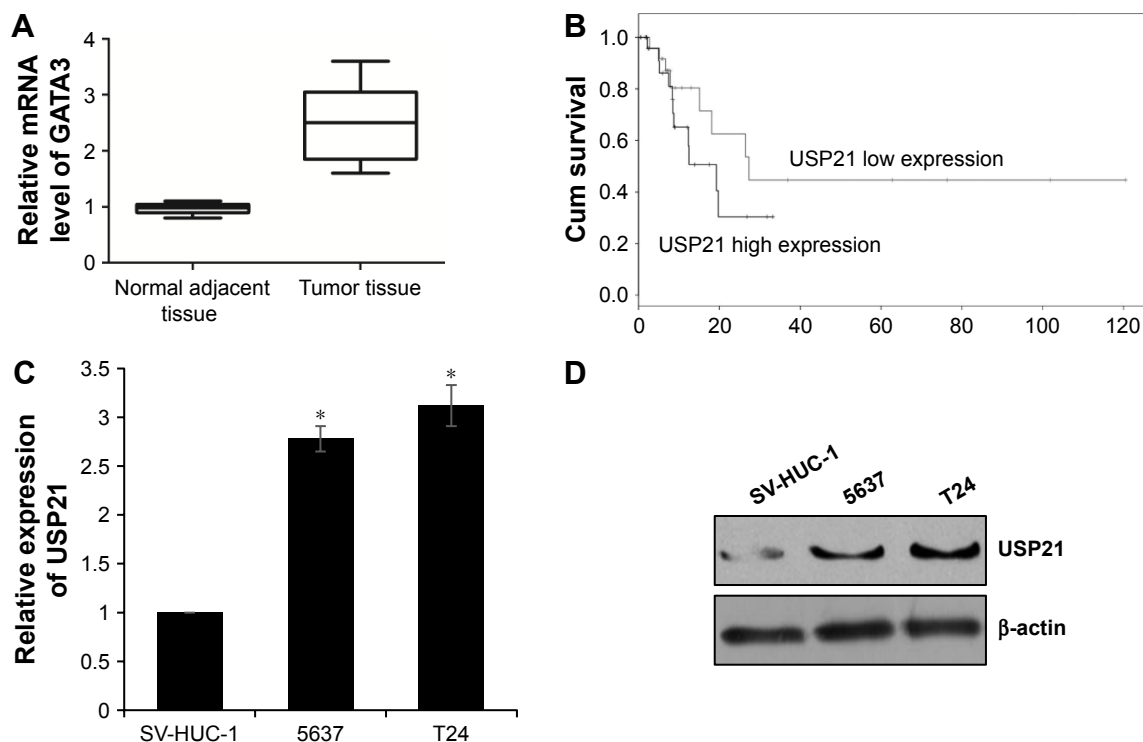 A
Relative mRNA
level of GATA3
4
3
2
1
0
Normal adjacent
tissue
Tumor tissue
B
Cum survival
1.0
0.8
0.6
0.4
0.2
0.0
USP21 low expression
USP21 high expression
0 20 40 60 80 100 120
C
Relative expression
of USP21
3.5
3
2.5
2
1.5
1
0.5
0
*
*
SV-HUC-1 5637 T24
D
SV-HUC-1 5637 T24
USP21
β-actin